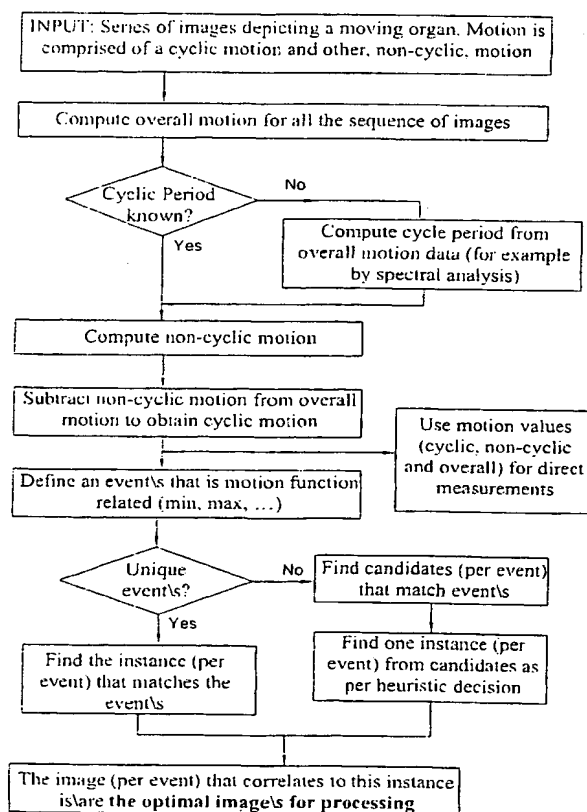 INPUT: Series of images depicting a moving organ. Motion is
comprised of a cyclic motion and other, non-cyclic, motion
Compute overall motion for all the sequence of images
Cyclic Period
known?
No
Yes
Compute cycle period from
overall motion data (for example
by spectral analysis)
Compute non-cyclic motion
Subtract non-cyclic motion from overall
motion to obtain cyclic motion
Use motion values
(cyclic, non-cyclic
and overall) for direct
measurements
Define an event\s that is motion function
related (min, max, ...)
Unique
event\s?
No
Yes
Find candidates (per event)
that match event\s
Find the instance (per
event) that matches the
event\s
Find one instance (per
event) from candidates as
per heuristic decision
The image (per event) that correlates to this instance
is\are the optimal image\s for processing